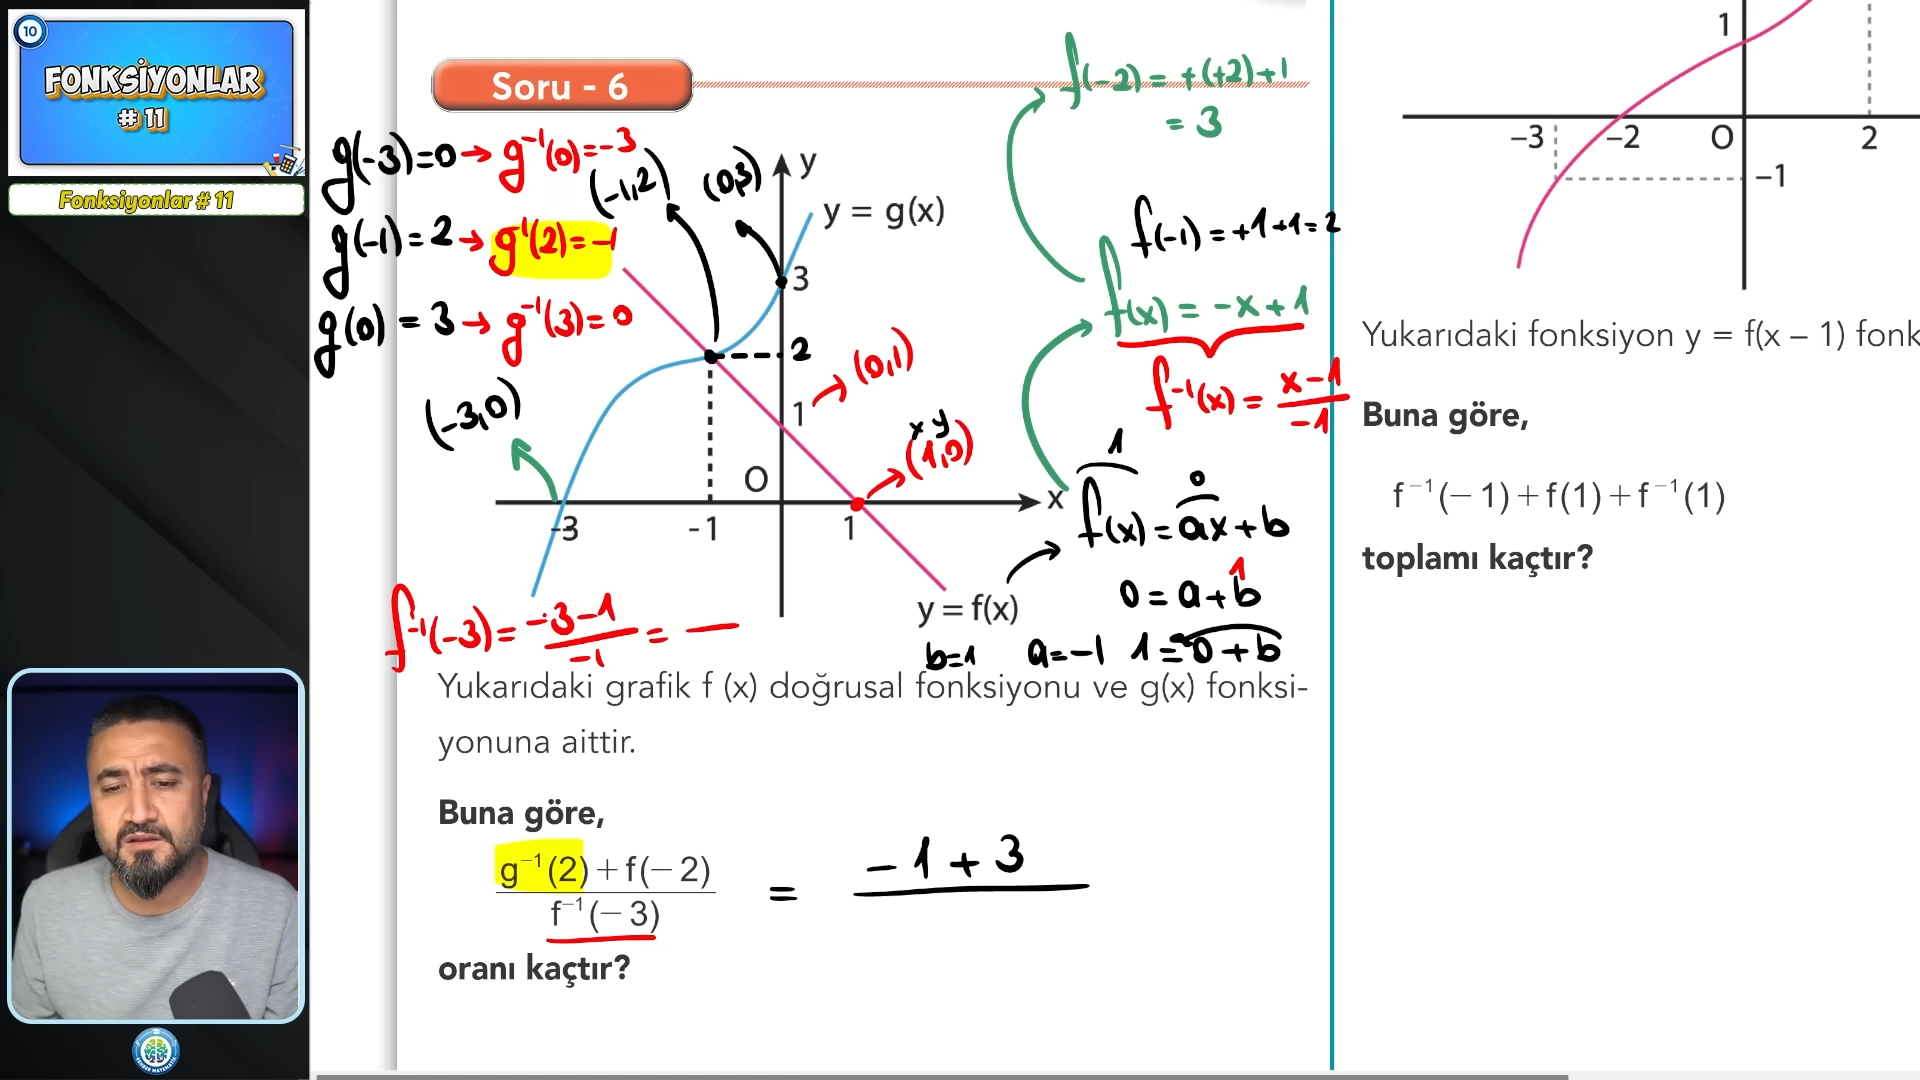 10
FONKSİYONLAR
# 11
Fonksiyonlar # 11
Soru - 6
f(-2) = +(+2)+1
= 3
g(-3)=0 → g⁻¹(0)=-3
(-1,2)
(0,3)
y
y = g(x)
g(-1)=2 → g⁻¹(2)=-1
f(-1)=+1+1=2
3
g(0)=3 → g⁻¹(3)=0
f(x) = -x+1
2
(0,1)
f⁻¹(x) = x-1 / -1
(-3,0)
1
x y
(1,0)
O
x
-3
-1
1
1
0
f(x) = ax+b
1
0 = a+b
y = f(x)
f⁻¹(-3) = -3-1 / -1 = —
b=1 a=-1 1=0+b
Yukarıdaki grafik f (x) doğrusal fonksiyonu ve g(x) fonksi-
yonuna aittir.
Buna göre,
g⁻¹(2)+f(-2)
f⁻¹(-3)
= -1+3
oranı kaçtır?
1
-3
-2
O
2
-1
Yukarıdaki fonksiyon y = f(x – 1) fonk
Buna göre,
f⁻¹(–1)+f(1)+f⁻¹(1)
toplamı kaçtır?